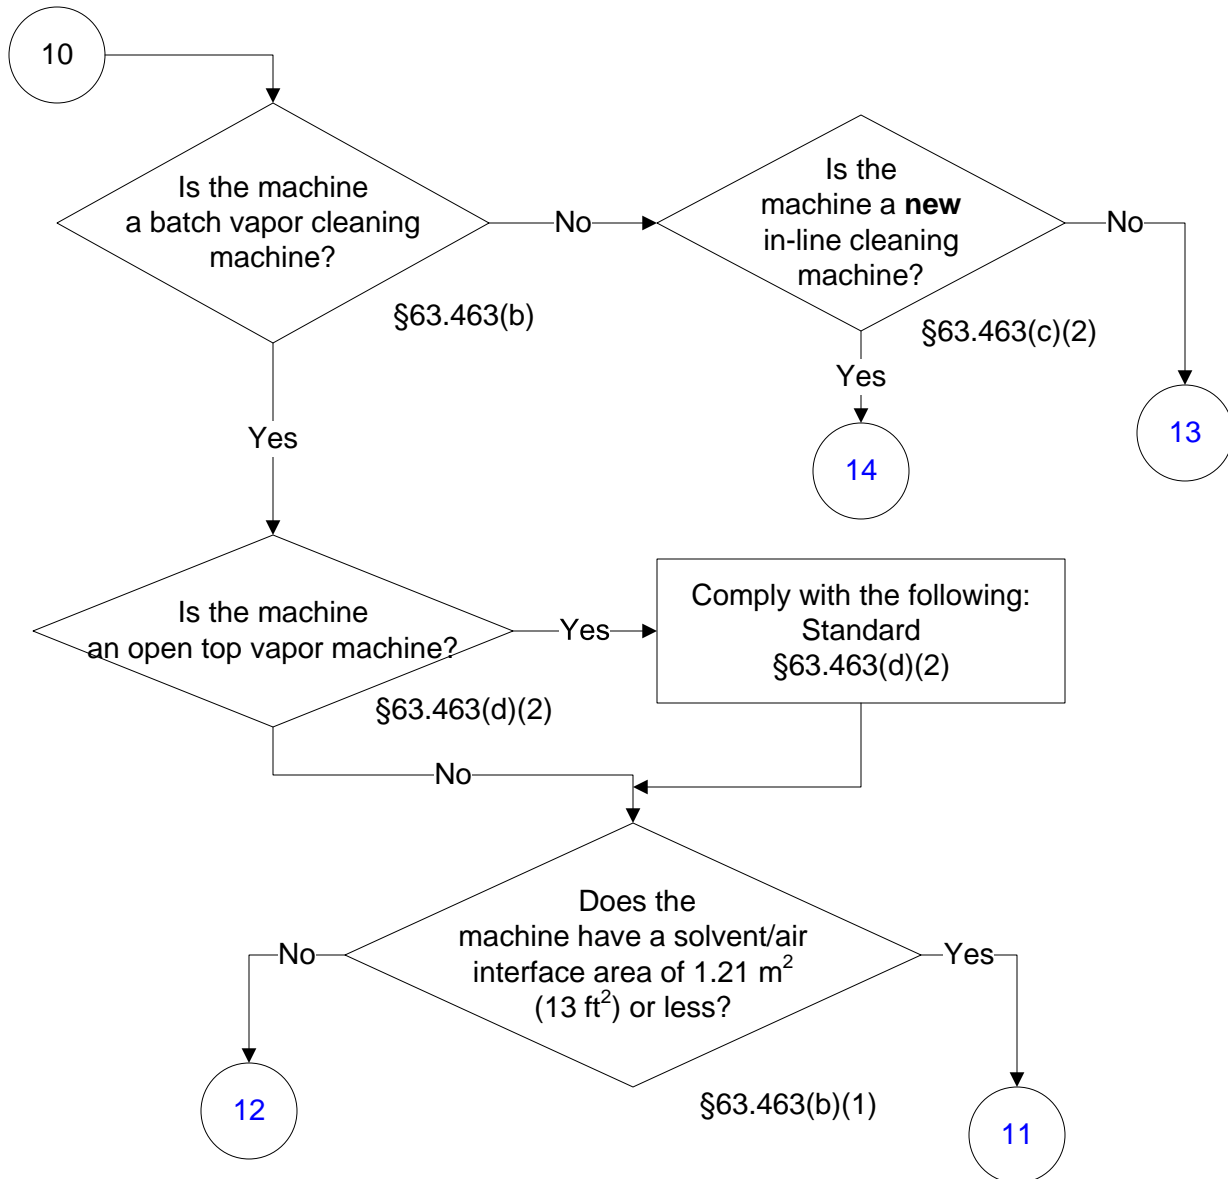 10
Is the machine
a batch vapor cleaning
machine?
§63.463(b)
No
Is the
machine a new
in-line cleaning
machine?
§63.463(c)(2)
No
13
Yes
14
Yes
Is the machine
an open top vapor machine?
§63.463(d)(2)
Yes
Comply with the following:
Standard
§63.463(d)(2)
No
Does the
machine have a solvent/air
interface area of 1.21 m²
(13 ft²) or less?
§63.463(b)(1)
No
12
Yes
11